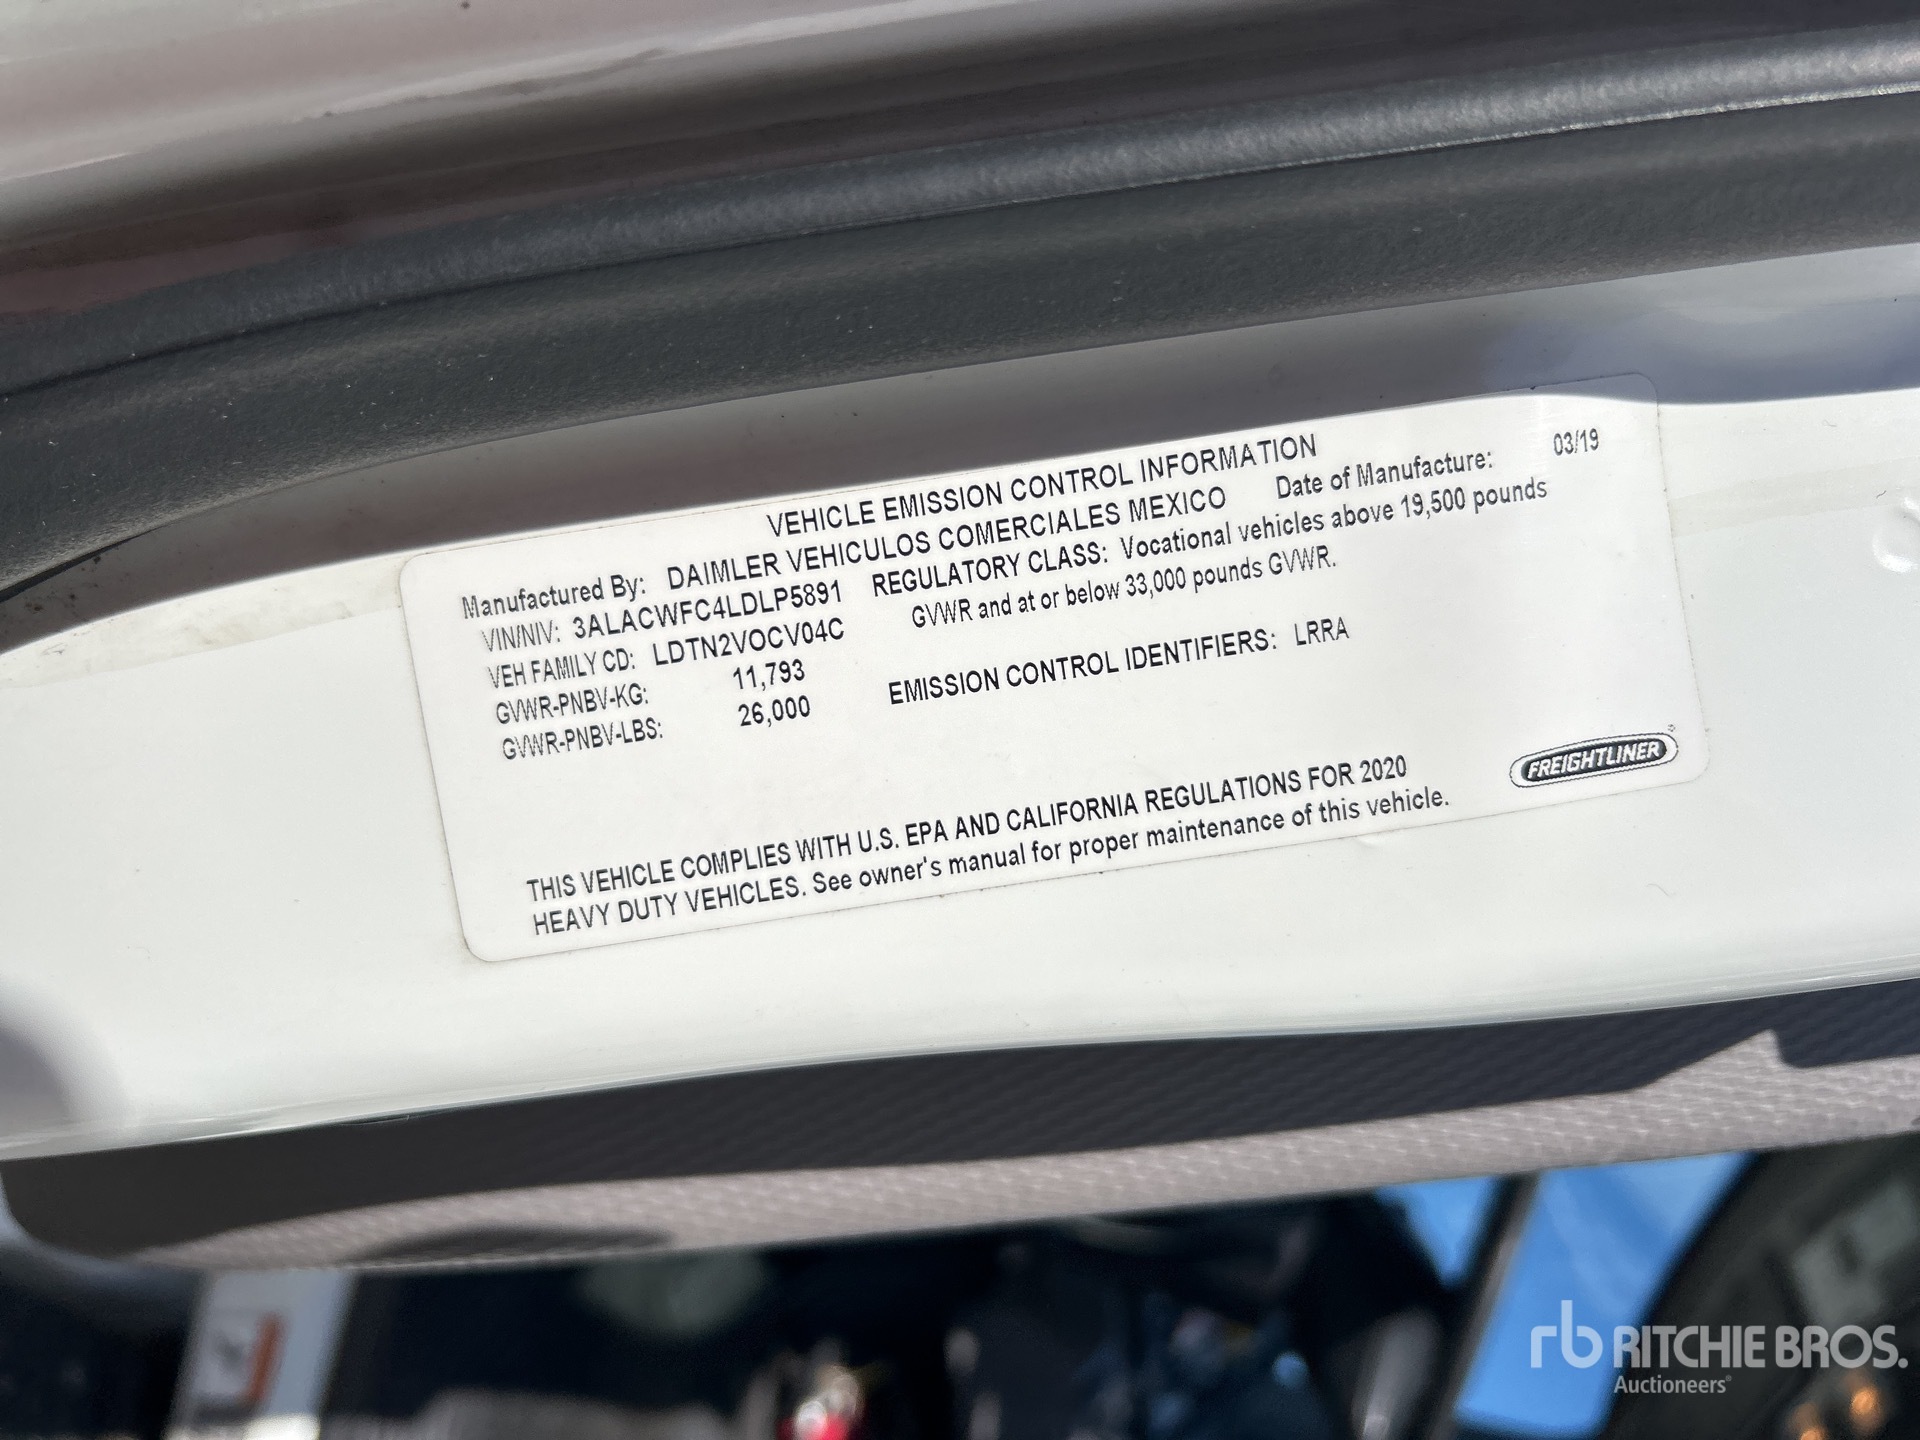 VEHICLE EMISSION CONTROL INFORMATION
Manufactured By: DAIMLER VEHICULOS COMERCIALES MEXICO Date of Manufacture: 03/19
VIN/NIV: 3ALACWFC4LDLP5891 REGULATORY CLASS: Vocational vehicles above 19,500 pounds
VEH FAMILY CD: LDTN2VOCV04C GVWR and at or below 33,000 pounds GVWR.
GVWR-PNBV-KG: 11,793
GVWR-PNBV-LBS: 26,000 EMISSION CONTROL IDENTIFIERS: LRRA
THIS VEHICLE COMPLIES WITH U.S. EPA AND CALIFORNIA REGULATIONS FOR 2020
HEAVY DUTY VEHICLES. See owner's manual for proper maintenance of this vehicle.
FREIGHTLINER®
rb RITCHIE BROS.
Auctioneers®